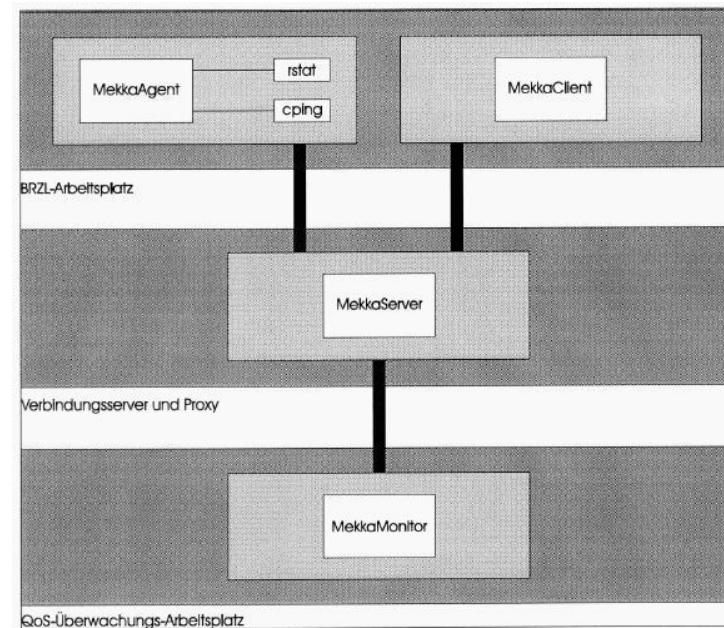 rstat
MekkaAgent
cping
MekkaClient
BRZL-Arbeitsplatz
MekkaServer
Verbindungsserver und Proxy
MekkaMonitor
QoS-Überwachungs-Arbeitsplatz